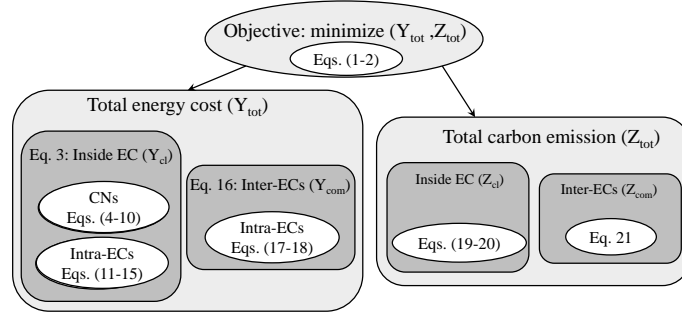 Objective: minimize (Y_tot ,Z_tot)
Eqs. (1-2)
Total energy cost (Y_tot)
Eq. 3: Inside EC (Y_cl)
CNs
Eqs. (4-10)
Intra-ECs
Eqs. (11-15)
Eq. 16: Inter-ECs (Y_com)
Intra-ECs
Eqs. (17-18)
Total carbon emission (Z_tot)
Inside EC (Z_cl)
Eqs. (19-20)
Inter-ECs (Z_com)
Eq. 21